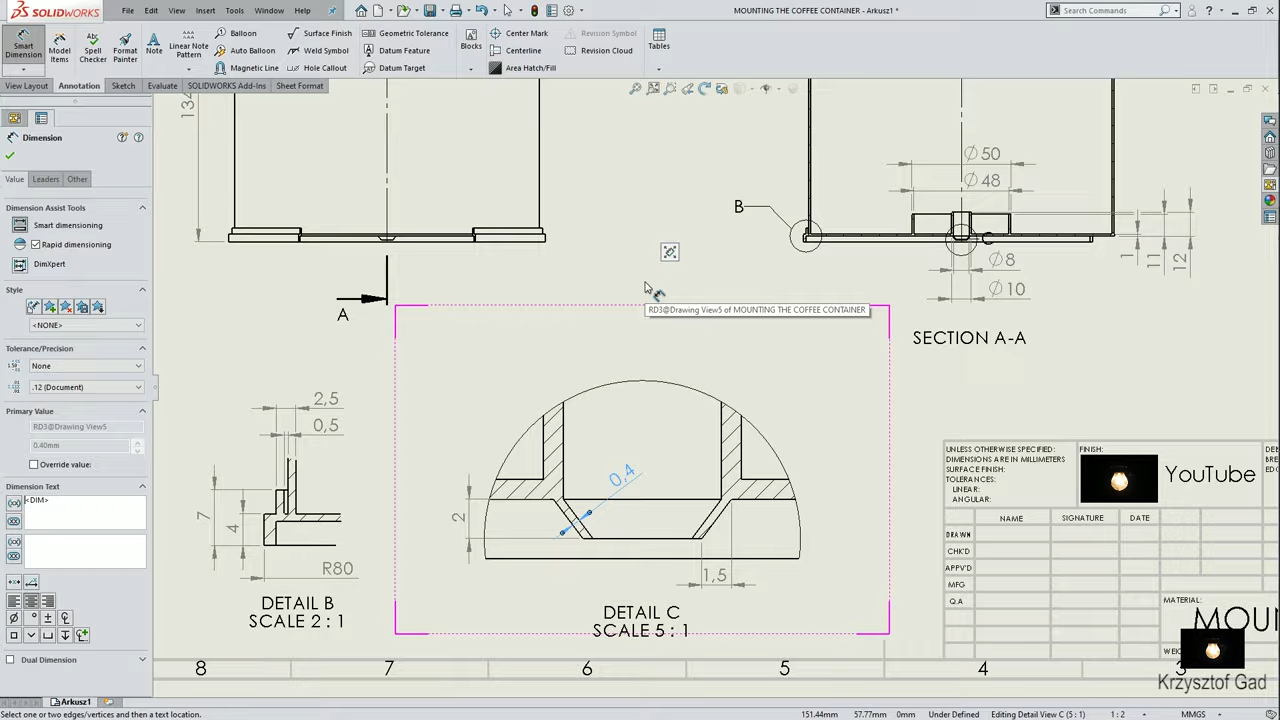 SOLIDWORKS
File
Edit
View
Insert
Tools
Window
MOUNTING THE COFFEE CONTAINER - Arkusz1 *
Search Commands
Smart Dimension
Model Items
Spell Checker
Format Painter
Note
Linear Note Pattern
Balloon
Auto Balloon
Magnetic Line
Surface Finish
Weld Symbol
Hole Callout
Geometric Tolerance
Datum Feature
Datum Target
Blocks
Center Mark
Centerline
Area Hatch/Fill
Revision Symbol
Revision Cloud
Tables
View Layout
Annotation
Sketch
Evaluate
SOLIDWORKS Add-Ins
Sheet Format
Dimension
Value
Leaders
Other
Dimension Assist Tools
Smart dimensioning
Rapid dimensioning
DimXpert
Style
<NONE>
Tolerance/Precision
None
.12 (Document)
Primary Value
RD3@Drawing View5
0.40mm
Override value:
Dimension Text
<DIM>
Dual Dimension
134
A
B
Ø50
Ø48
Ø8
Ø10
1
11
12
SECTION A-A
RD3@Drawing View5 of MOUNTING THE COFFEE CONTAINER
2,5
0,5
7
4
R80
DETAIL B
SCALE 2 : 1
0,4
2
1,5
DETAIL C
SCALE 5 : 1
UNLESS OTHERWISE SPECIFIED:
DIMENSIONS ARE IN MILLIMETERS
SURFACE FINISH:
TOLERANCES:
LINEAR:
ANGULAR:
FINISH:
YouTube
NAME
SIGNATURE
DATE
DRAWN
CHK'D
APPV'D
MFG
Q.A
MATERIAL:
MOU
Krzysztof Gad
8
7
6
5
4
3
Arkusz1
Select one or two edges/vertices and then a text location.
151.44mm
57.77mm
0mm
Under Defined
Editing Detail View C (5 : 1)
1 : 2
MMGS